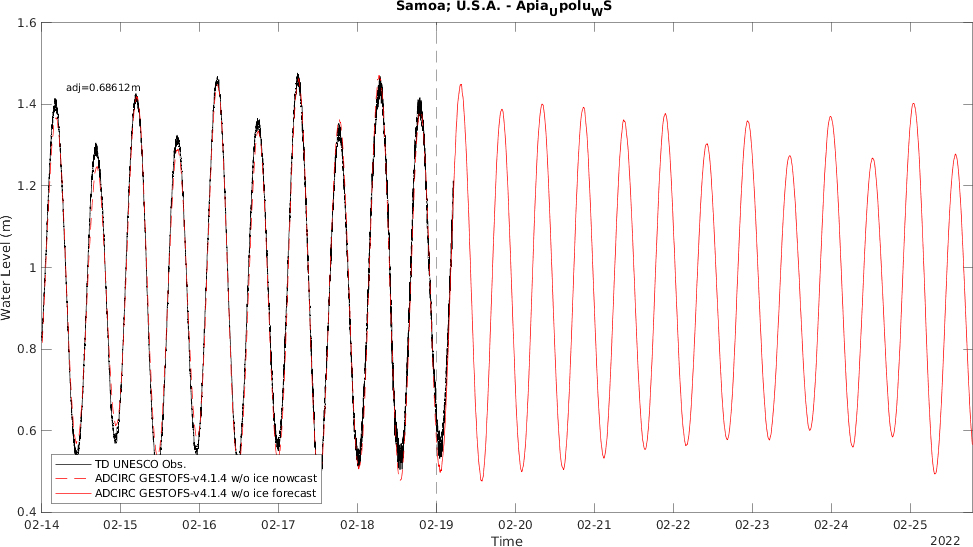 Samoa; U.S.A. - ApiaUpoluWS
1.6
1.4
1.2
1
0.8
0.6
0.4
Water Level (m)
adj=0.68612m
TD UNESCO Obs.
ADCIRC GESTOFS-v4.1.4 w/o ice nowcast
ADCIRC GESTOFS-v4.1.4 w/o ice forecast
02-14 02-15 02-16 02-17 02-18 02-19 02-20 02-21 02-22 02-23 02-24 02-25
Time
2022